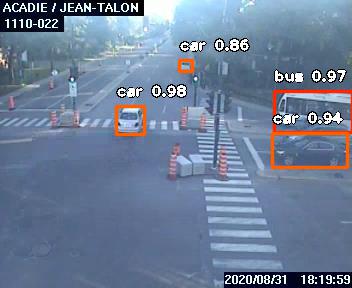 ACADIE / JEAN-TALON
1110-022
car 0.86
bus 0.97
car 0.98
car 0.94
2020/08/31 18:19:59